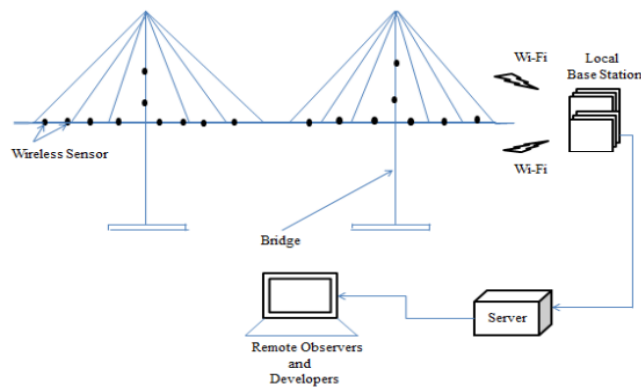 Wi-Fi
Local
Base Station
Wireless Sensor
Wi-Fi
Bridge
Server
Remote Observers
and
Developers